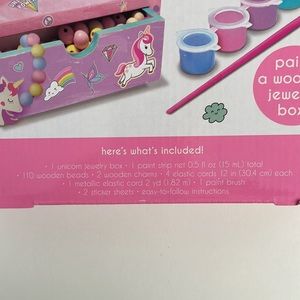 pai
a woo
jewe
box
here's what's included!
• 1 unicorn jewelry box • 1 paint strip net 0.5 fl oz (15 mL) total
• 110 wooden beads • 2 wooden charms • 4 elastic cords 12 in (30.4 cm) each
• 1 metallic elastic cord 2 yd (1.82 m) • 1 paint brush
• 2 sticker sheets • easy-to-follow instructions